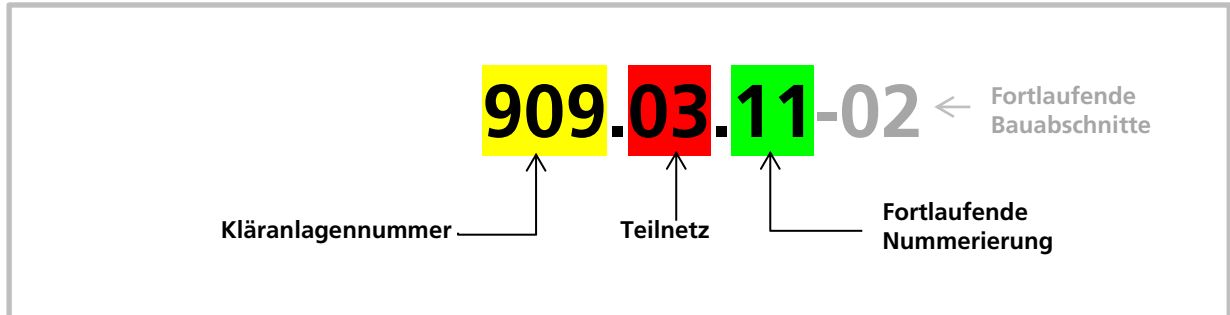 909.03.11-02
Fortlaufende
Bauabschnitte
Kläranlagennummer
Teilnetz
Fortlaufende
Nummerierung